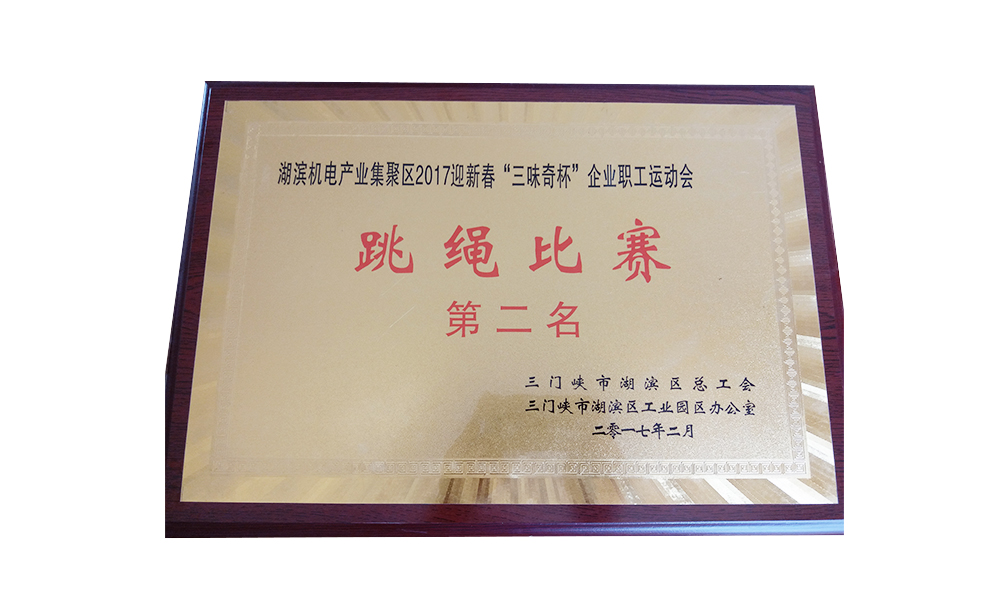 湖滨机电产业集聚区2017迎新春“三味奇杯”企业职工运动会
跳绳比赛
第二名
三门峡市湖滨区总工会
三门峡市湖滨区工业园区办公室
二零一七年二月